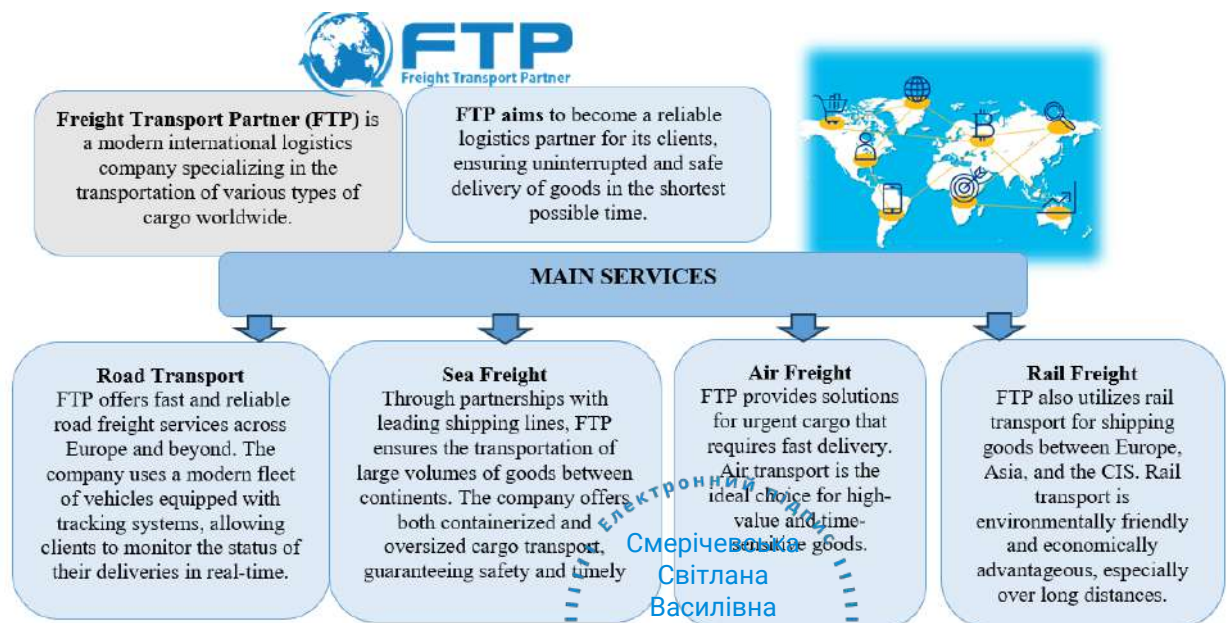 FTP
Freight Transport Partner
Freight Transport Partner (FTP) is
a modern international logistics
company specializing in the
transportation of various types of
cargo worldwide.
FTP aims to become a reliable
logistics partner for its clients,
ensuring uninterrupted and safe
delivery of goods in the shortest
possible time.
MAIN SERVICES
Road Transport
FTP offers fast and reliable
road freight services across
Europe and beyond. The
company uses a modern fleet
of vehicles equipped with
tracking systems, allowing
clients to monitor the status of
their deliveries in real-time.
Sea Freight
Through partnerships with
leading shipping lines, FTP
ensures the transportation of
large volumes of goods between
continents. The company offers
both containerized and
oversized cargo transport,
guaranteeing safety and timely
Air Freight
FTP provides solutions
for urgent cargo that
requires fast delivery.
Air transport is the
ideal choice for high-
value and time-
sensitive goods.
Rail Freight
FTP also utilizes rail
transport for shipping
goods between Europe,
Asia, and the CIS. Rail
transport is
environmentally friendly
and economically
advantageous, especially
over long distances.
Електронний підпис
Смерічевська
Світлана
Василівна